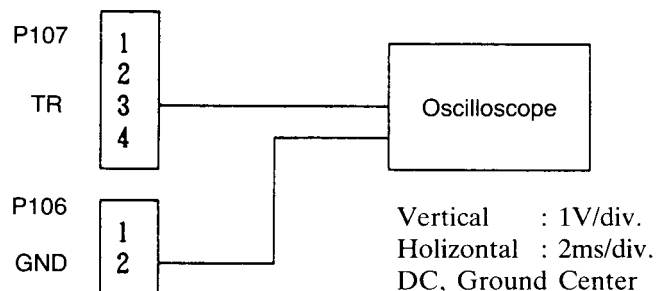 P107
1
2
TR 3 Oscilloscope
4
P106
1
GND 2
Vertical : 1V/div.
Holizontal : 2ms/div.
DC, Ground Center